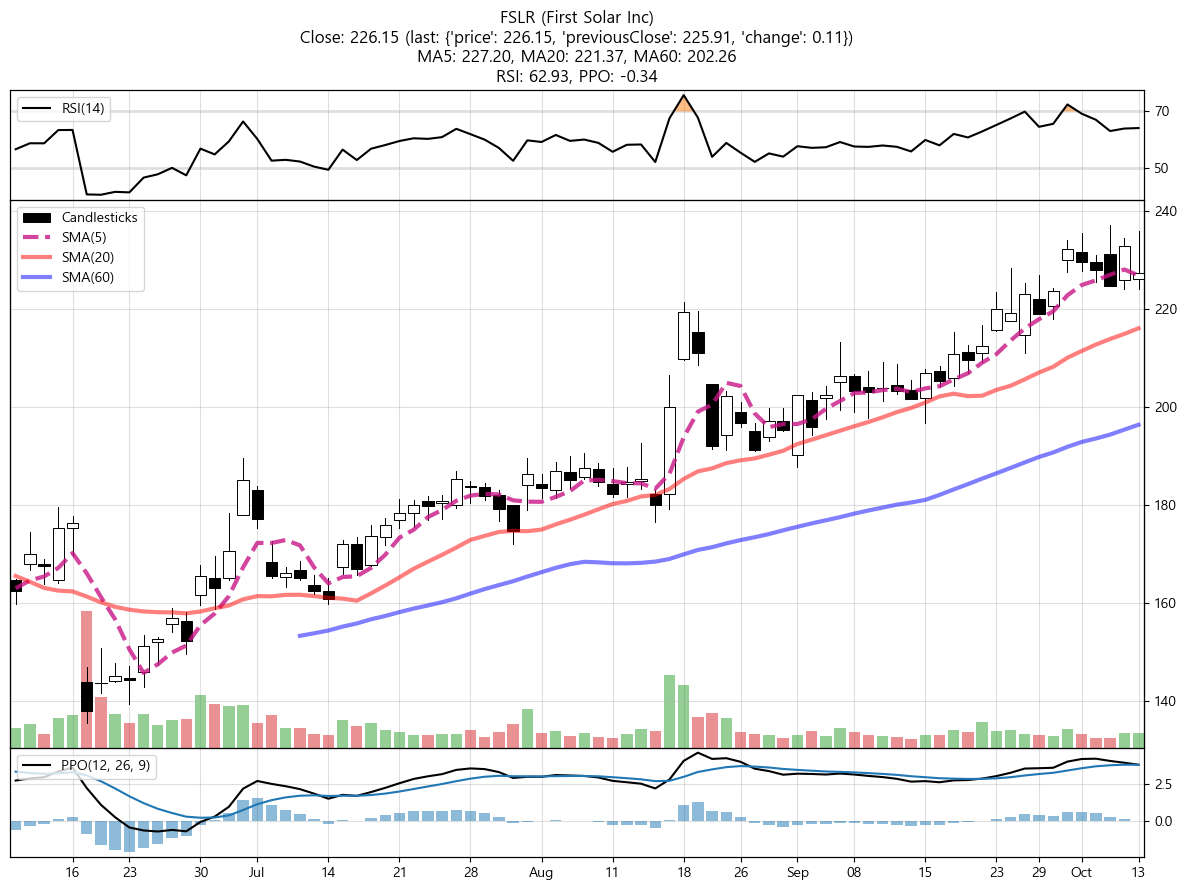 FSLR (First Solar Inc)
Close: 226.15 (last: {'price': 226.15, 'previousClose': 225.91, 'change': 0.11})
MA5: 227.20, MA20: 221.37, MA60: 202.26
RSI: 62.93, PPO: -0.34
RSI(14)
70
50
Candlesticks
SMA(5)
SMA(20)
SMA(60)
240
220
200
180
160
140
PPO(12, 26, 9)
2.5
0.0
16 23 30 Jul 14 21 28 Aug 11 18 26 Sep 08 15 23 29 Oct 13